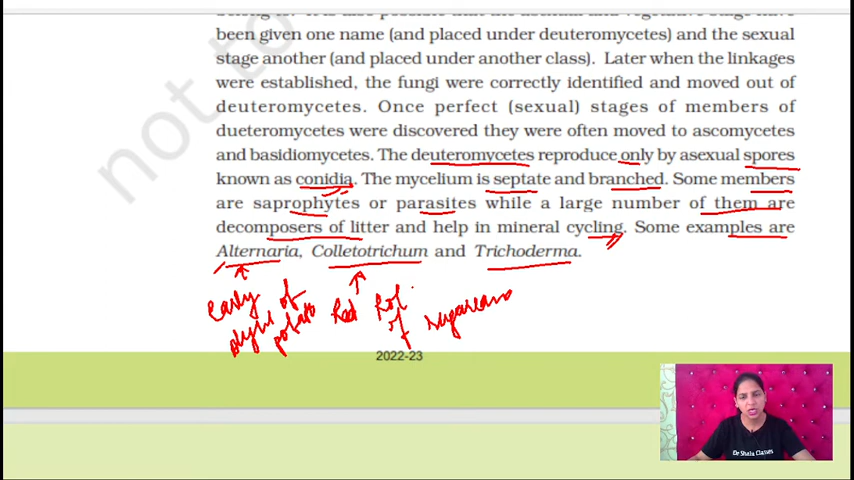 been given one name (and placed under deuteromycetes) and the sexual
stage another (and placed under another class). Later when the linkages
were established, the fungi were correctly identified and moved out of
deuteromycetes. Once perfect (sexual) stages of members of
dueteromycetes were discovered they were often moved to ascomycetes
and basidiomycetes. The deuteromycetes reproduce only by asexual spores
known as conidia. The mycelium is septate and branched. Some members
are saprophytes or parasites while a large number of them are
decomposers of litter and help in mineral cycling. Some examples are
Alternaria, Colletotrichum and Trichoderma.
early of
potato
Red Rot
of sugarcane
2022-23
not to
Dr Shalu Classes